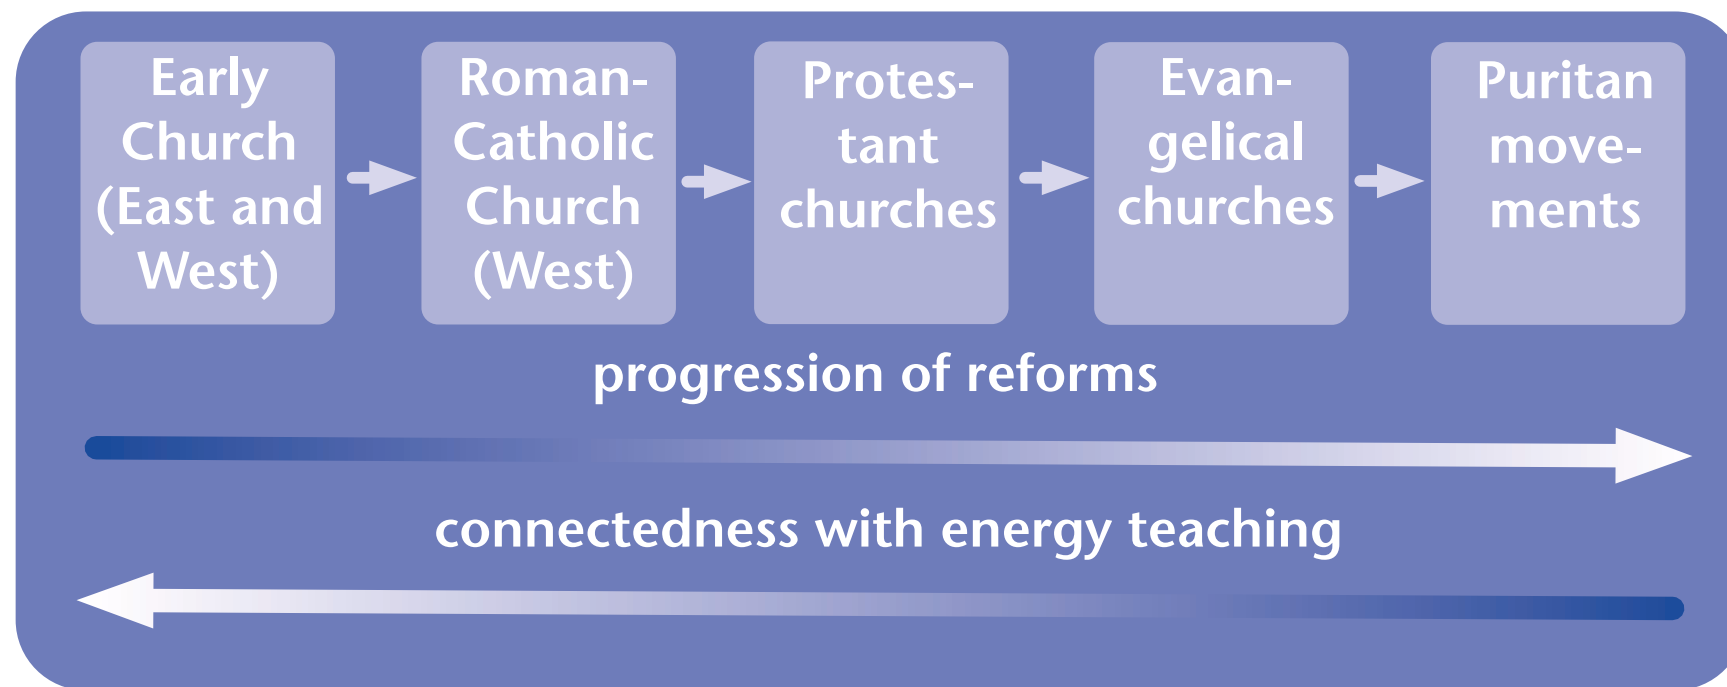 Early
Church
(East and
West)
Roman-
Catholic
Church
(West)
Protes-
tant
churches
Evan-
gelical
churches
Puritan
move-
ments
progression of reforms
connectedness with energy teaching